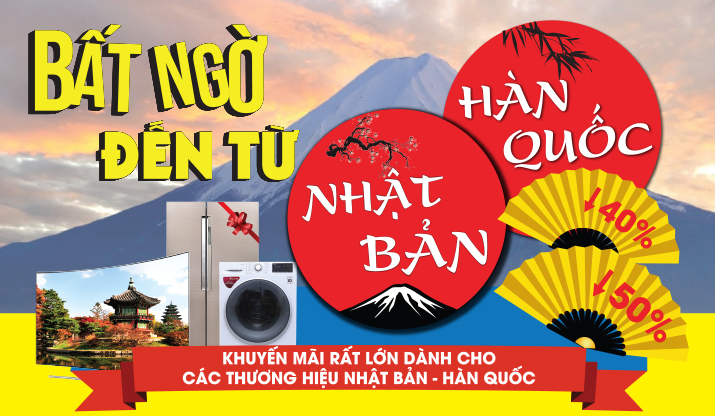 BẤT NGỜ
ĐẾN TỪ
HÀN
QUỐC
NHẬT
BẢN
↓40%
↓50%
KHUYẾN MÃI RẤT LỚN DÀNH CHO
CÁC THƯƠNG HIỆU NHẬT BẢN - HÀN QUỐC